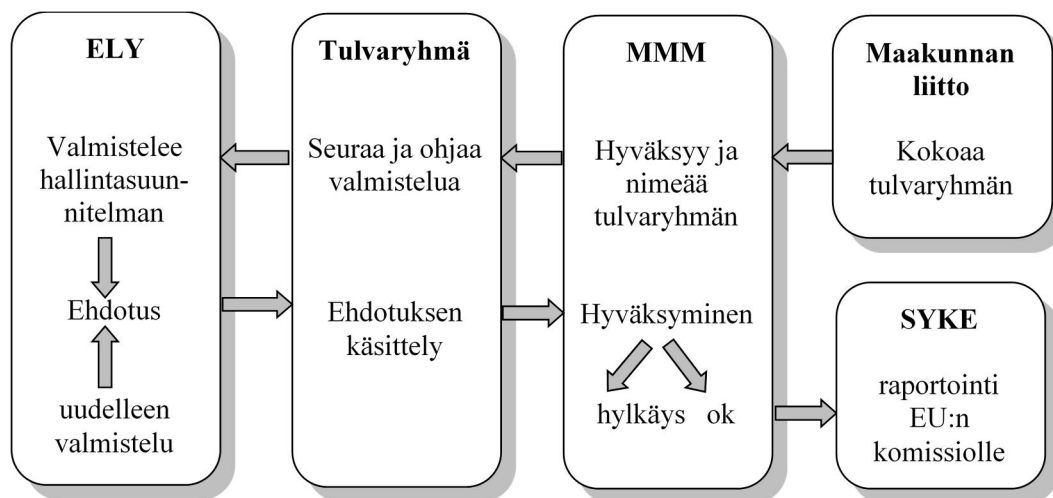 ELY
Valmistelee
hallintasuun-
nitelman
Ehdotus
uudelleen
valmistelu
Tulvaryhmä
Seuraa ja ohjaa
valmistelua
Ehdotuksen
käsittely
MMM
Hyväksyy ja
nimeää
tulvaryhmän
Hyväksyminen
hylkäys ok
Maakunnan
liitto
Kokoaa
tulvaryhmän
SYKE
raportointi
EU:n
komissiolle